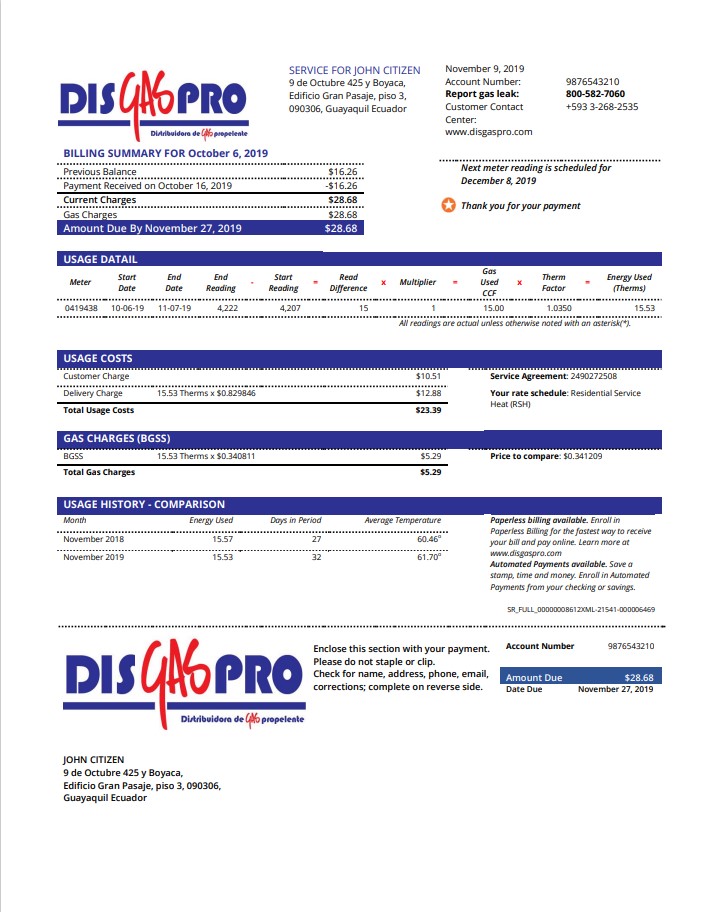 DISGASPRO
Distribuidora de GAS propelente
SERVICE FOR JOHN CITIZEN
9 de Octubre 425 y Boyaca,
Edificio Gran Pasaje, piso 3,
090306, Guayaquil Ecuador
November 9, 2019
Account Number: 9876543210
Report gas leak: 800-582-7060
Customer Contact Center: +593 3-268-2535
www.disgaspro.com
BILLING SUMMARY FOR October 6, 2019
Previous Balance $16.26
Payment Received on October 16, 2019 -$16.26
Current Charges $28.68
Gas Charges $28.68
Amount Due By November 27, 2019 $28.68
Next meter reading is scheduled for
December 8, 2019
Thank you for your payment
USAGE DATAIL
Meter Start Date End Date End Reading - Start Reading = Read Difference x Multiplier = Gas Used CCF x Therm Factor = Energy Used (Therms)
0419438 10-06-19 11-07-19 4,222 4,207 15 1 15.00 1.0350 15.53
All readings are actual unless otherwise noted with an asterisk(*).
USAGE COSTS
Customer Charge $10.51
Delivery Charge 15.53 Therms x $0.829846 $12.88
Total Usage Costs $23.39
Service Agreement: 2490272508
Your rate schedule: Residential Service
Heat (RSH)
GAS CHARGES (BGSS)
BGSS 15.53 Therms x $0.340811 $5.29
Total Gas Charges $5.29
Price to compare: $0.341209
USAGE HISTORY - COMPARISON
Month Energy Used Days in Period Average Temperature
November 2018 15.57 27 60.46°
November 2019 15.53 32 61.70°
Paperless billing available. Enroll in
Paperless Billing for the fastest way to receive
your bill and pay online. Learn more at
www.disgaspro.com
Automated Payments available. Save a
stamp, time and money. Enroll in Automated
Payments from your checking or savings.
SR_FULL_00000008612XML-21541-000006469
DISGASPRO
Distribuidora de GAS propelente
Enclose this section with your payment.
Please do not staple or clip.
Check for name, address, phone, email,
corrections; complete on reverse side.
Account Number 9876543210
Amount Due $28.68
Date Due November 27, 2019
JOHN CITIZEN
9 de Octubre 425 y Boyaca,
Edificio Gran Pasaje, piso 3, 090306,
Guayaquil Ecuador